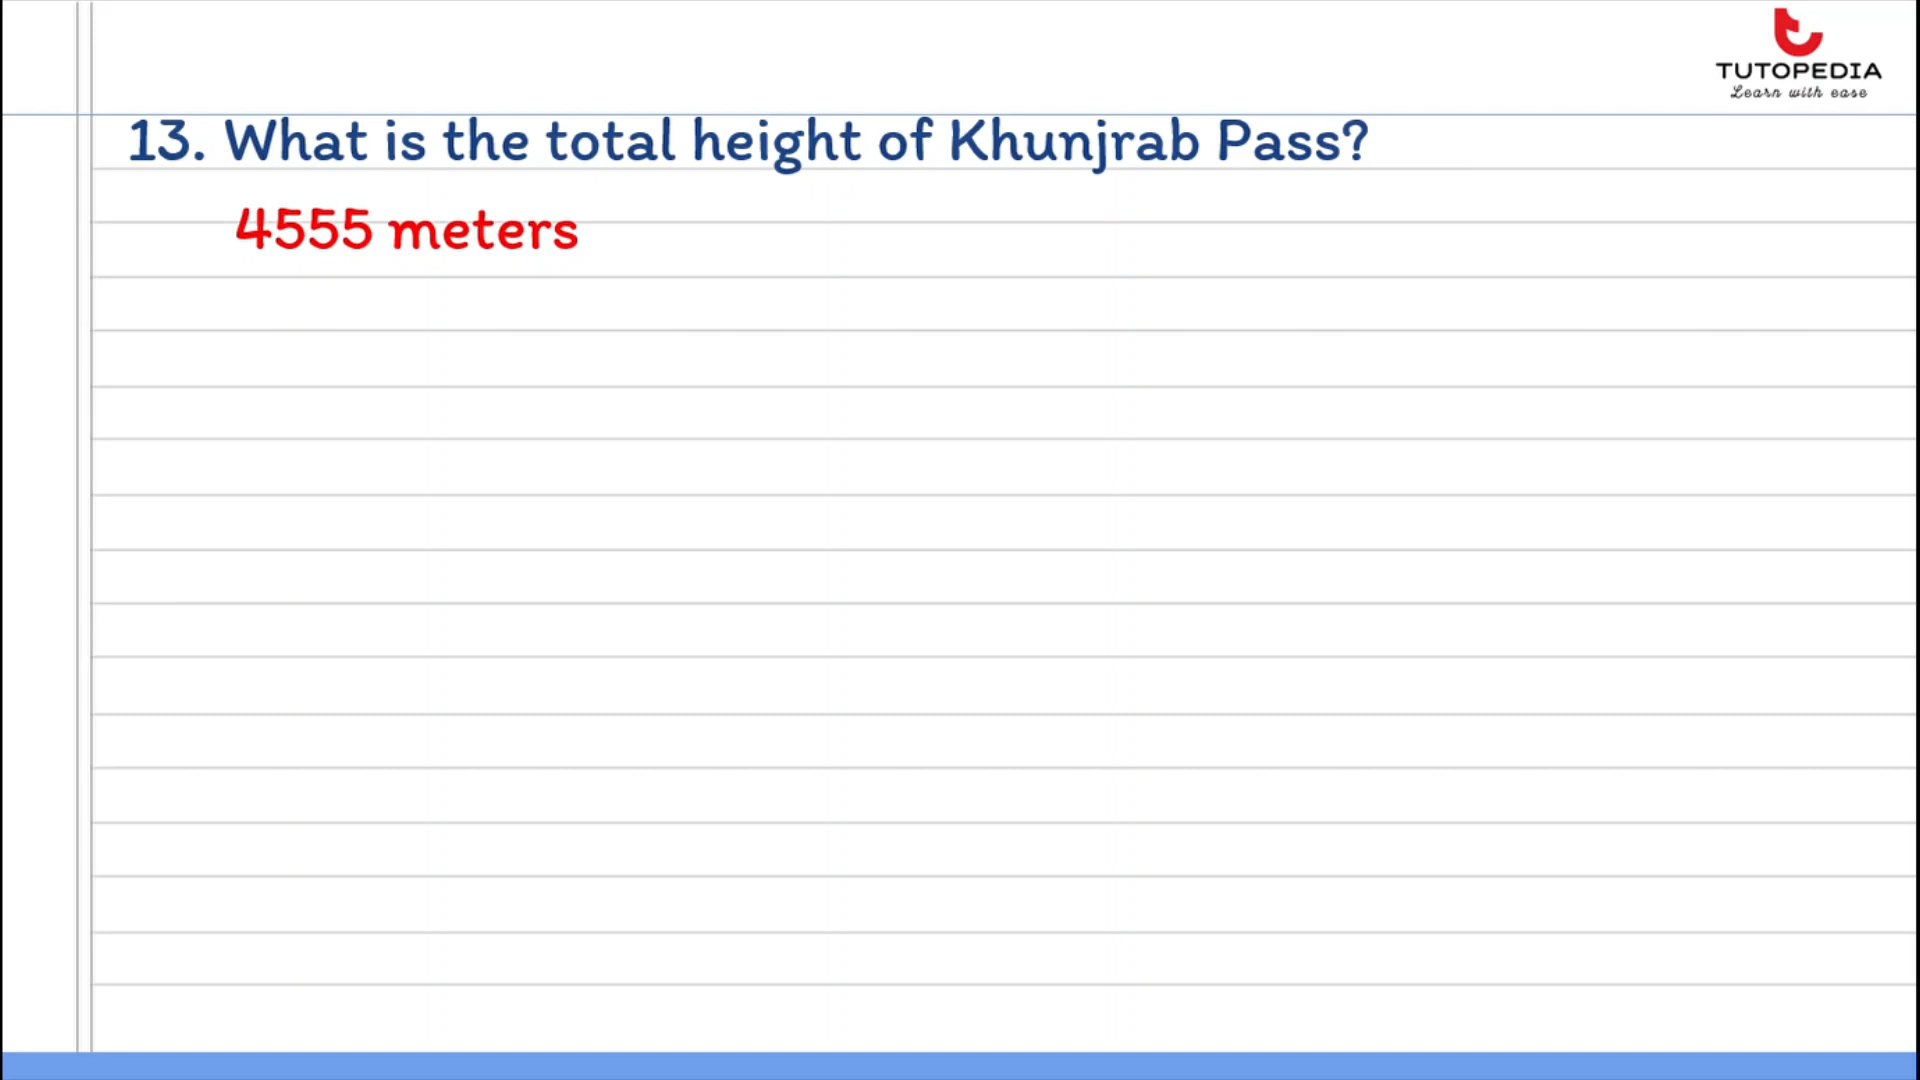 TUTOPEDIA
Learn with ease
13. What is the total height of Khunjrab Pass?
4555 meters